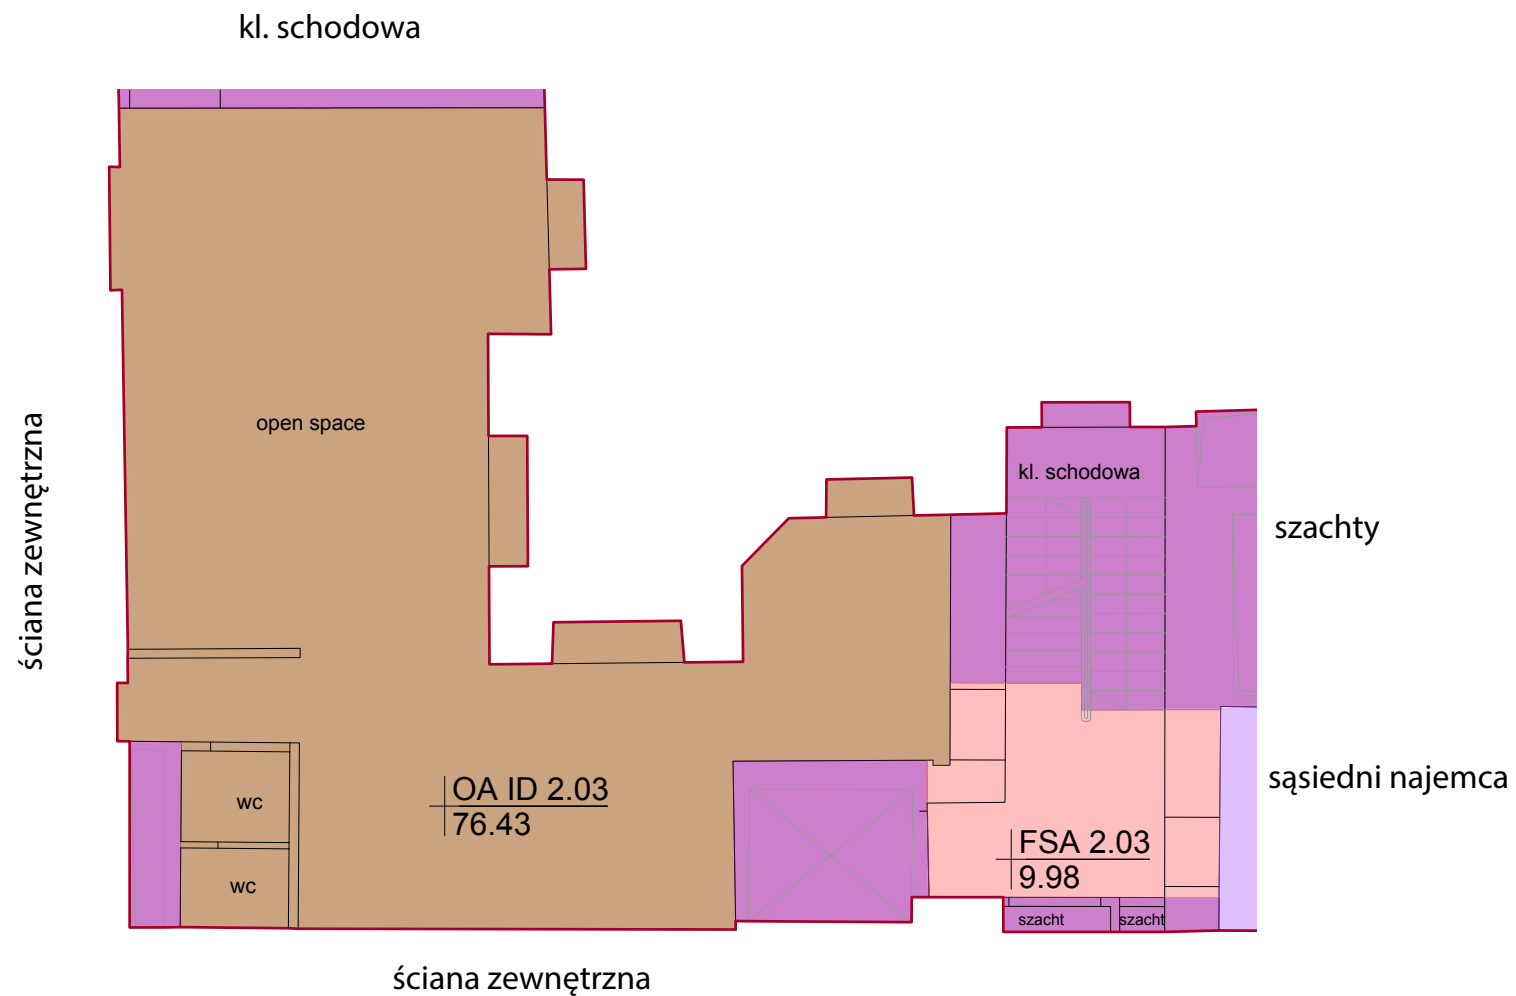 kl. schodowa
open space
ściana zewnętrzna
kl. schodowa
szachty
sąsiedni najemca
wc
OA ID 2.03
76.43
wc
FSA 2.03
9.98
szacht
szacht
ściana zewnętrzna